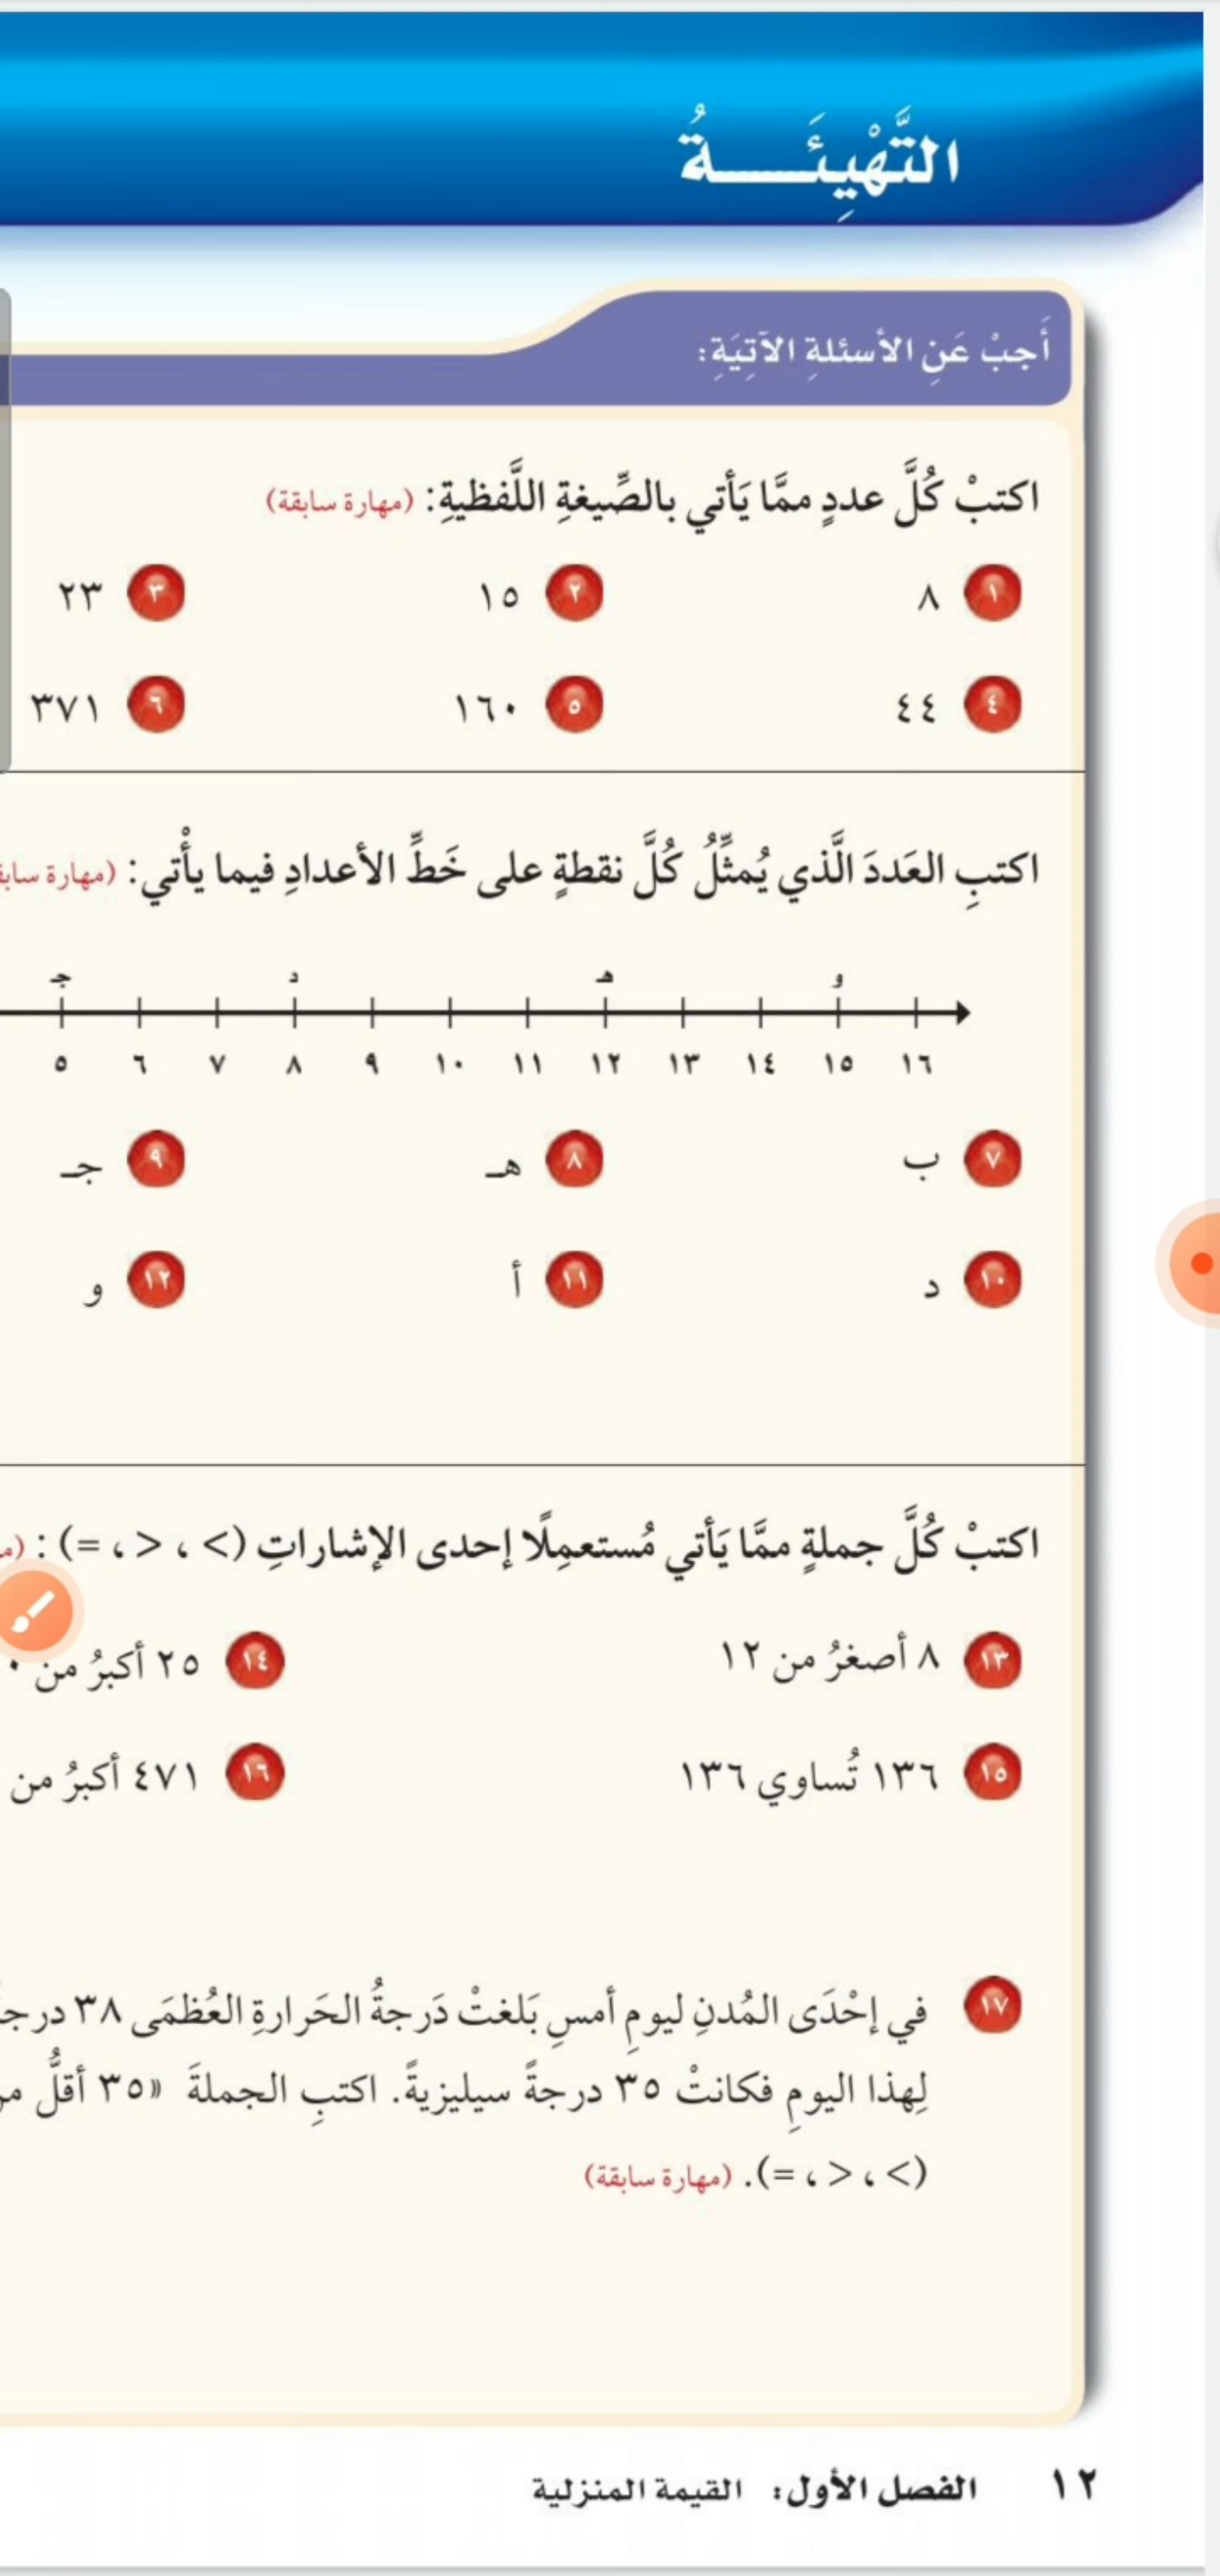 التَّهْيِئَـــةُ
أَجبْ عَنِ الأسئلةِ الآتِيَةِ:
اكتبْ كُلَّ عددٍ ممَّا يَأتي بالصِّيغةِ اللَّفظيةِ: (مهارة سابقة)
١ ٨ ٢ ١٥ ٣ ٢٣
٤ ٤٤ ٥ ١٦٠ ٦ ٣٧١
اكتبِ العَددَ الَّذي يُمثِّلُ كُلَّ نقطةٍ على خَطِّ الأعدادِ فيما يأْتي: (مهارة
جـ د هـ و
٥ ٦ ٧ ٨ ٩ ١٠ ١١ ١٢ ١٣ ١٤ ١٥ ١٦
٧ ب ٨ هـ ٩ جـ
١٠ د ١١ أ ١٢ و
اكتبْ كُلَّ جملةٍ ممَّا يَأتي مُستعمِلًا إحدى الإشاراتِ (> ، < ، =) :
١٣ ٨ أصغرُ من ١٢ ١٤ ٢٥ أكبرُ من
١٥ ١٣٦ تُساوي ١٣٦ ١٦ ٤٧١ أكبرُ من
١٧ في إحْدَى المُدنِ ليومِ أمسِ بَلغتْ دَرجةُ الحَرارةِ العُظمَى ٣٨
لِهذا اليومِ فكانتْ ٣٥ درجةً سيليزيةً. اكتبِ الجملةَ «٣٥ أقلُّ
(> ، < ، =). (مهارة سابقة)
١٢ الفصل الأول: القيمة المنزلية